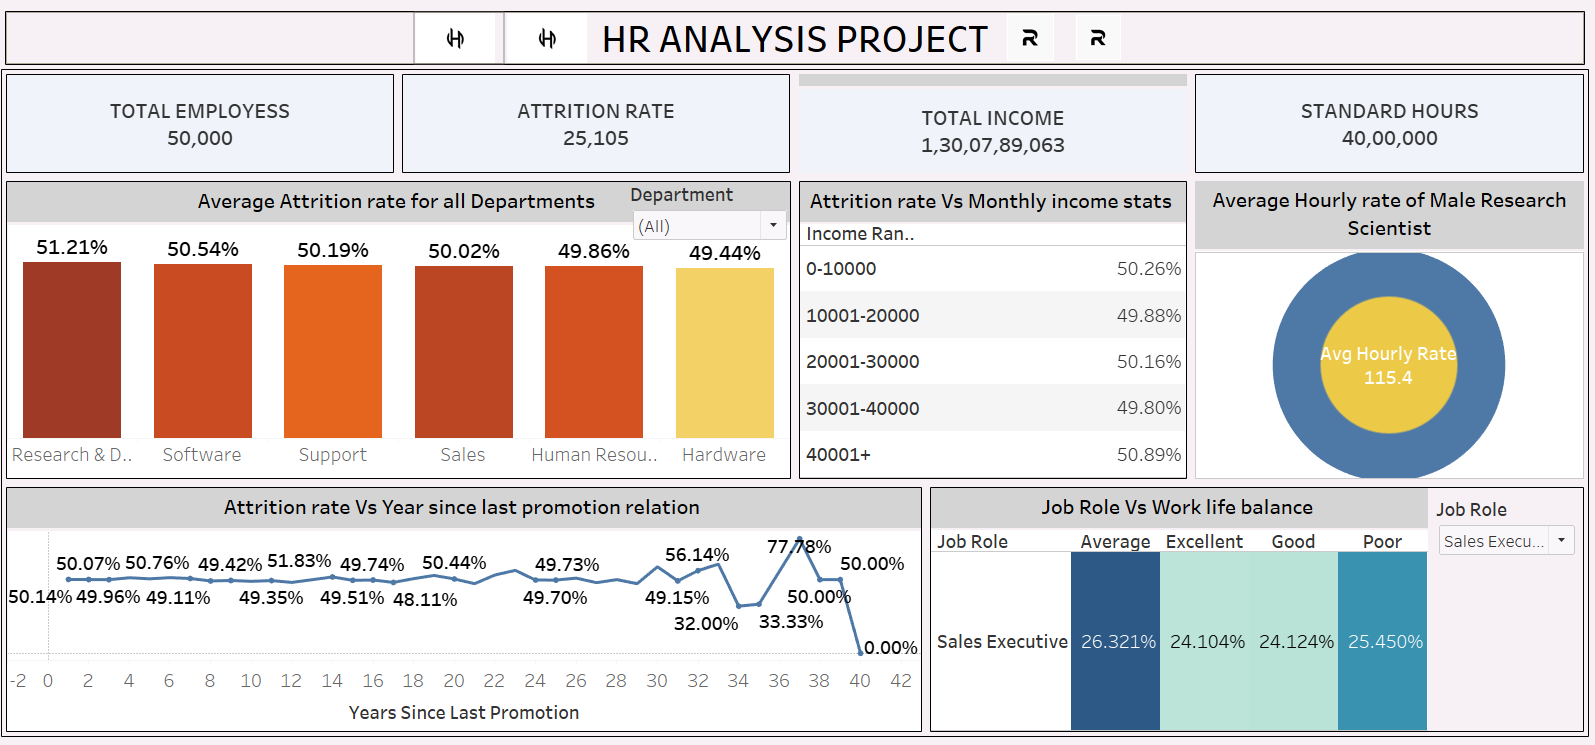 HR ANALYSIS PROJECT
TOTAL EMPLOYESS
50,000
ATTRITION RATE
25,105
TOTAL INCOME
1,30,07,89,063
STANDARD HOURS
40,00,000
Average Attrition rate for all Departments
Department
(All)
51.21% 50.54% 50.19% 50.02% 49.86% 49.44%
Research & D.. Software Support Sales Human Resou.. Hardware
Attrition rate Vs Monthly income stats
Income Ran..
0-10000 50.26%
10001-20000 49.88%
20001-30000 50.16%
30001-40000 49.80%
40001+ 50.89%
Average Hourly rate of Male Research
Scientist
Avg Hourly Rate
115.4
Attrition rate Vs Year since last promotion relation
77.78%
50.07% 50.76% 49.42% 51.83% 49.74% 50.44% 49.73% 56.14% 50.00%
50.14% 49.96% 49.11% 49.35% 49.51% 48.11% 49.70% 49.15% 50.00%
32.00% 33.33%
0.00%
-2 0 2 4 6 8 10 12 14 16 18 20 22 24 26 28 30 32 34 36 38 40 42
Years Since Last Promotion
Job Role Vs Work life balance
Job Role Average Excellent Good Poor
Sales Executive 26.321% 24.104% 24.124% 25.450%
Job Role
Sales Execu...